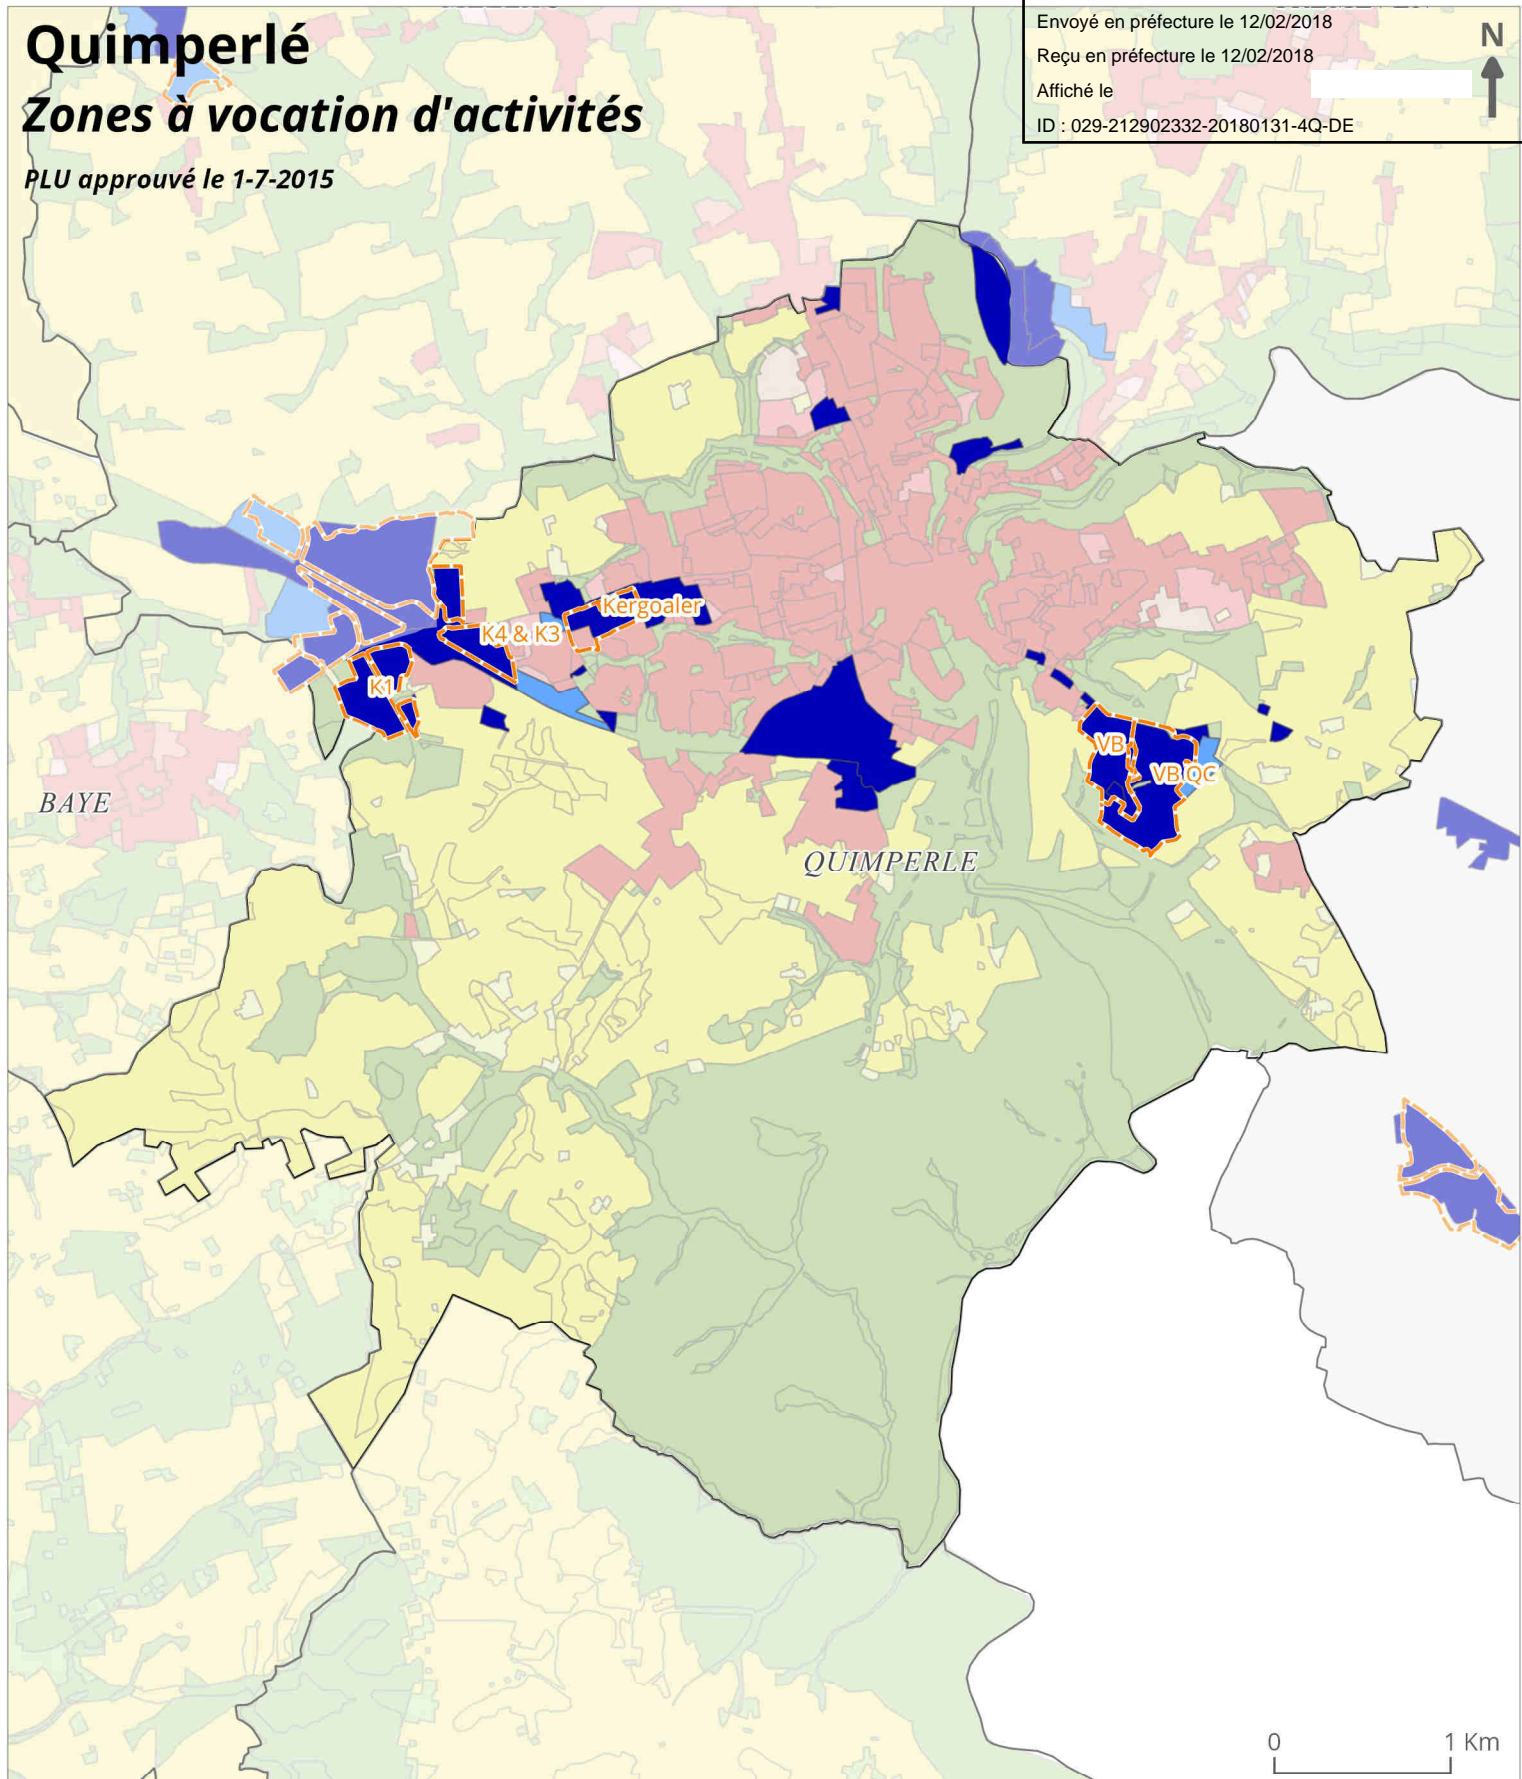 Quimperlé
Zones à vocation d'activités
PLU approuvé le 1-7-2015
Envoyé en préfecture le 12/02/2018
Reçu en préfecture le 12/02/2018
Affiché le
ID : 029-212902332-20180131-4Q-DE
N
Kergoaler
K4 & K3
K1
VB
VB QC
BAYE
QUIMPERLE
0 1 Km